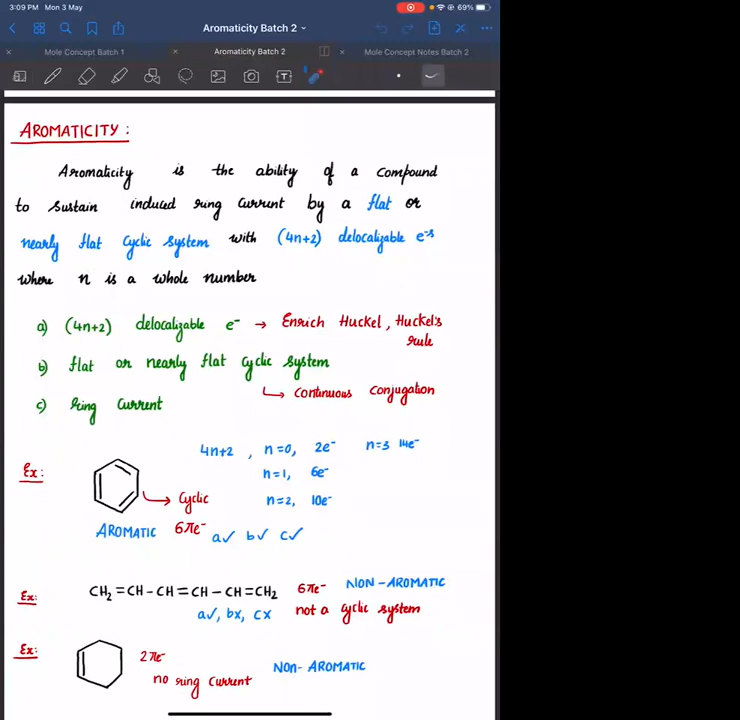 3:09 PM Mon 3 May 69%
Aromaticity Batch 2
Mole Concept Batch 1 Aromaticity Batch 2 Mole Concept Notes Batch 2
AROMATICITY :
Aromaticity is the ability of a compound
to sustain induced ring current by a flat or
nearly flat cyclic system with (4n+2) delocalizable e⁻s
where n is a whole number
a) (4n+2) delocalizable e⁻ → Enrich Huckel, Huckel's
rule
b) flat or nearly flat cyclic system
↳ continuous conjugation
c) ring current
4n+2 , n=0, 2e⁻ n=3 14e⁻
n=1, 6e⁻
Ex:
n=2, 10e⁻
→ Cyclic
AROMATIC 6πe⁻ a✓ b✓ c✓
Ex: CH₂=CH-CH=CH-CH=CH₂ 6πe⁻ NON-AROMATIC
a✓, bx, cx not a cyclic system
Ex: 2πe⁻
no ring current NON-AROMATIC